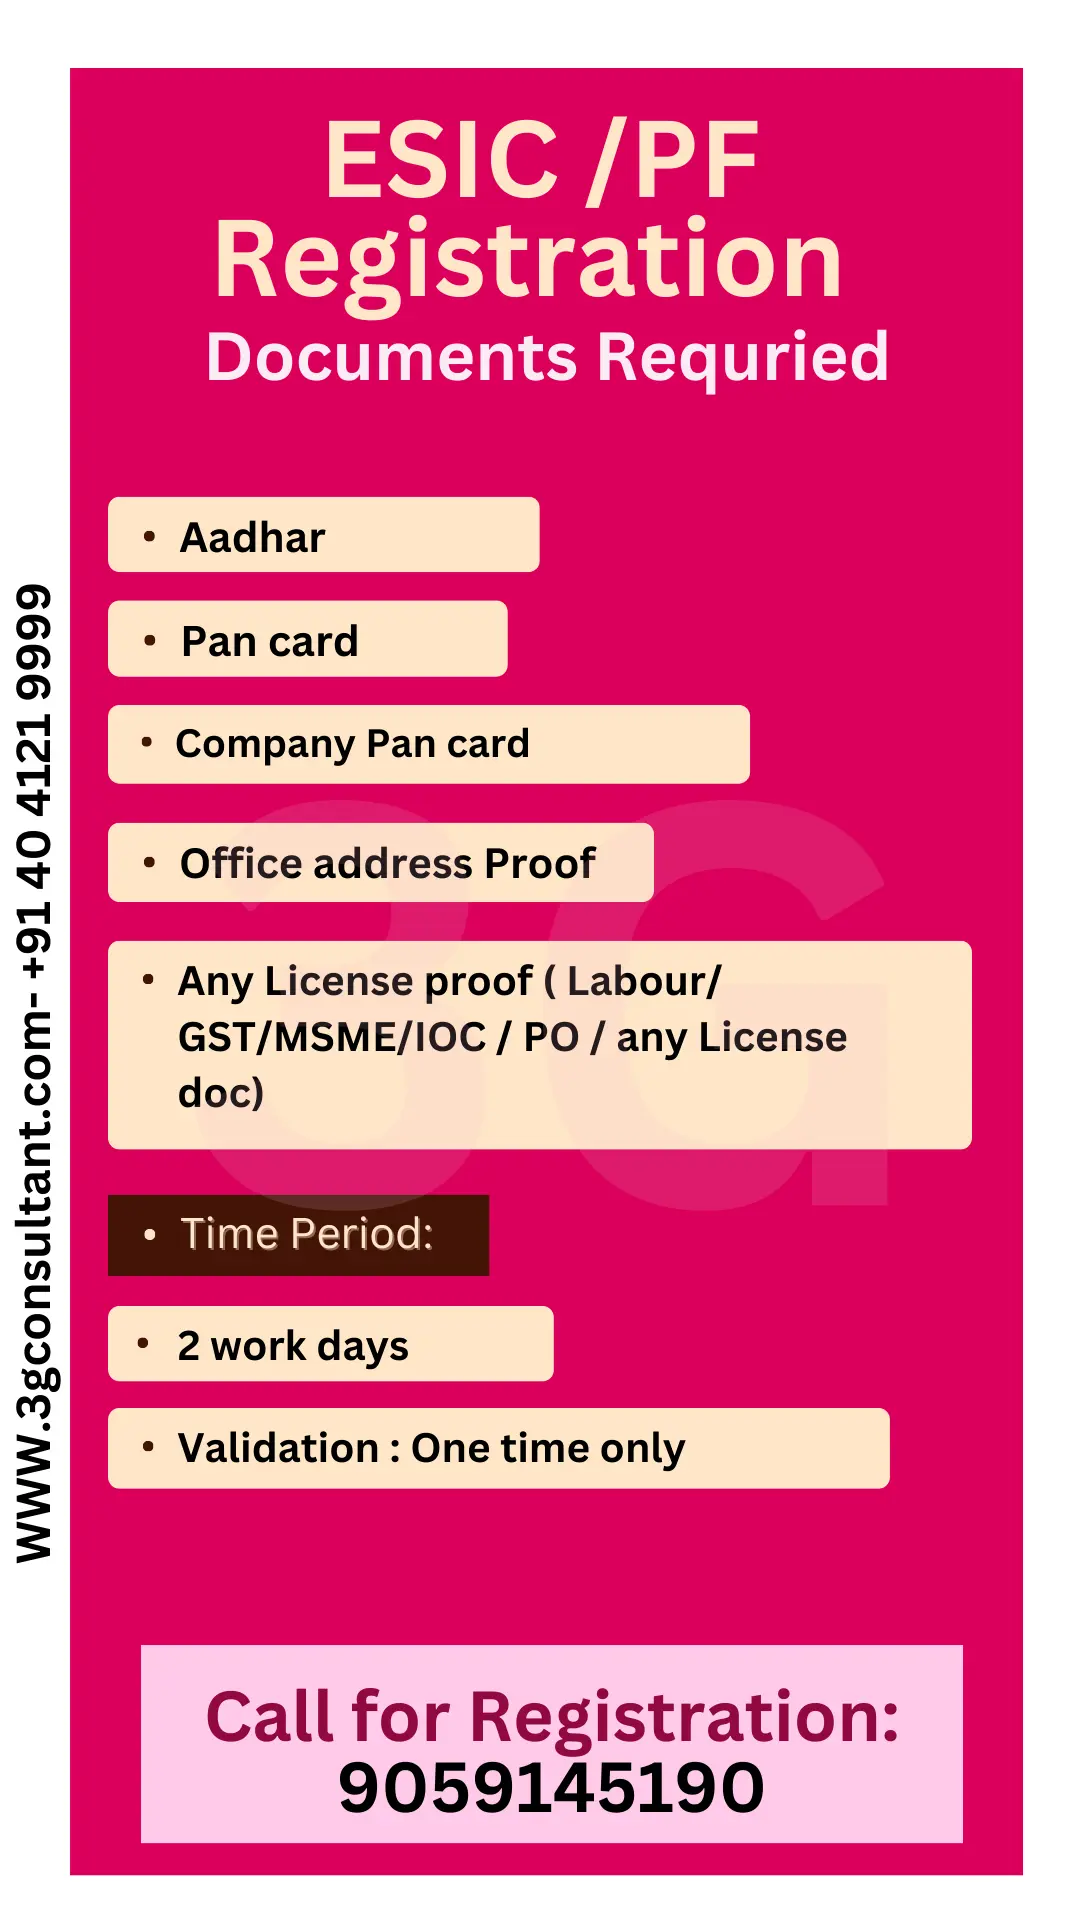 ESIC /PF
Registration
Documents Requried
• Aadhar
• Pan card
• Company Pan card
• Office address Proof
• Any License proof ( Labour/
GST/MSME/IOC / PO / any License
doc)
• Time Period:
• 2 work days
• Validation : One time only
Call for Registration:
9059145190
WWW.3gconsultant.com- +91 40 4121 9999
3G